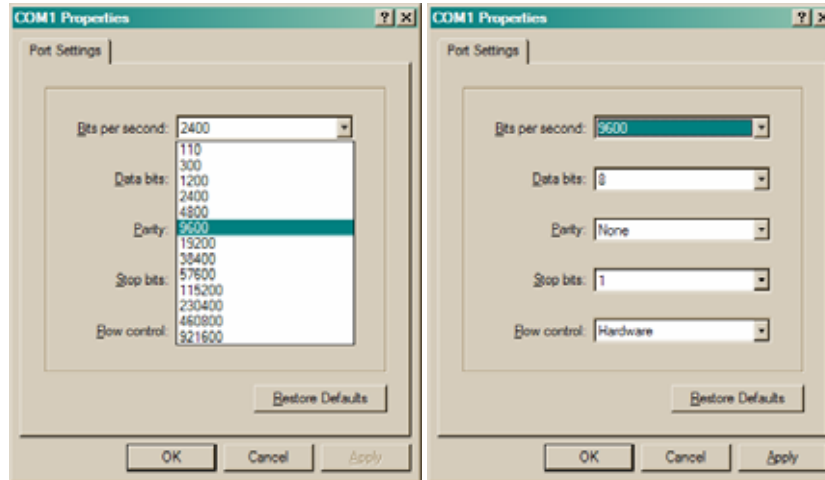 COM1 Properties
Port Settings
Bits per second: 2400
110
300
Data bits: 1200
2400
4800
Parity: 9600
19200
38400
Stop bits: 57600
115200
230400
Flow control: 460800
921600
Restore Defaults
OK Cancel Apply
COM1 Properties
Port Settings
Bits per second: 9600
Data bits: 8
Parity: None
Stop bits: 1
Flow control: Hardware
Restore Defaults
OK Cancel Apply